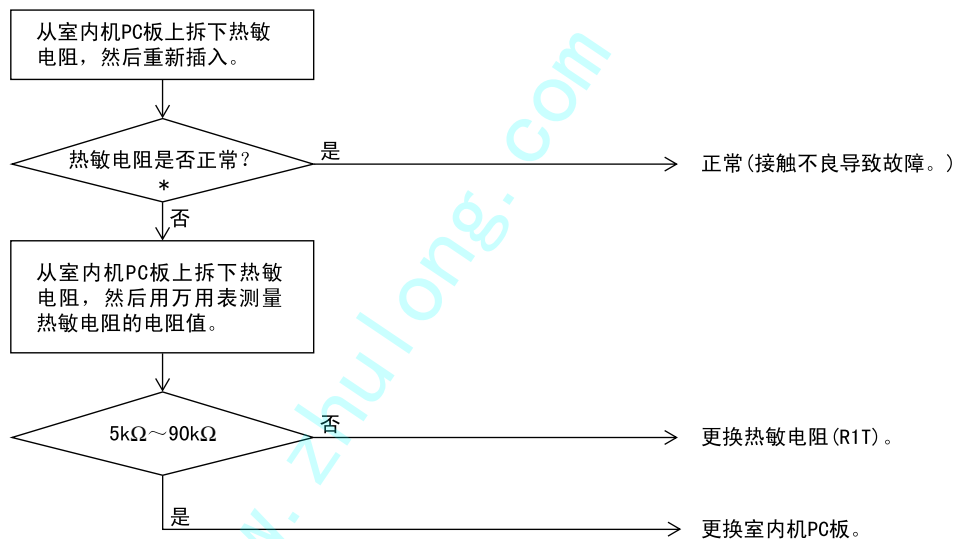 从室内机PC板上拆下热敏
电阻，然后重新插入。
热敏电阻是否正常？
*
是
正常(接触不良导致故障。)
否
从室内机PC板上拆下热敏
电阻，然后用万用表测量
热敏电阻的电阻值。
5kΩ～90kΩ
否
更换热敏电阻(R1T)。
是
更换室内机PC板。
w.zhulong.com